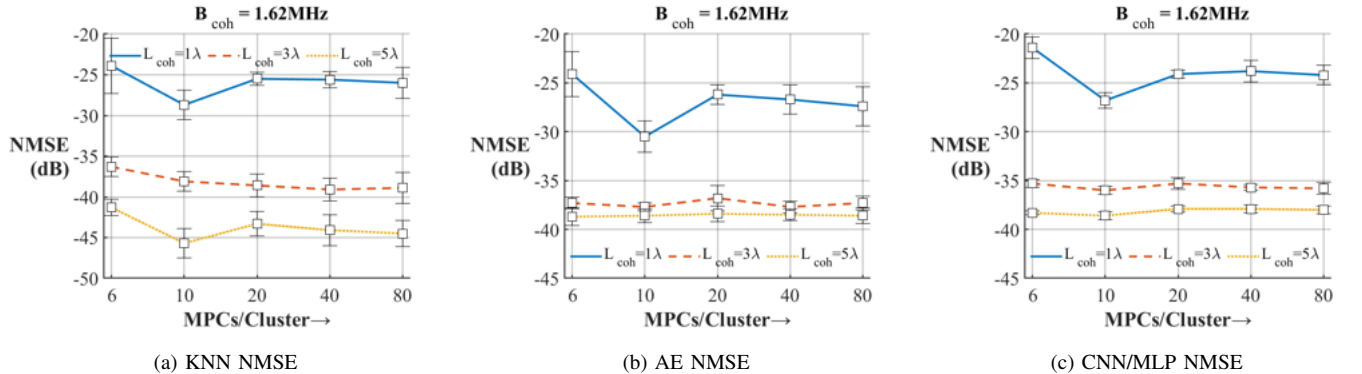 B coh = 1.62MHz
-20
L coh=1λ L coh=3λ L coh=5λ
-25
-30
NMSE
(dB)
-35
-40
-45
-50
6 10 20 40 80
MPCs/Cluster→
(a) KNN NMSE
B coh = 1.62MHz
-20
-25
-30
NMSE
(dB)
-35
-40
L coh=1λ L coh=3λ L coh=5λ
-45
6 10 20 40 80
MPCs/Cluster→
(b) AE NMSE
B coh = 1.62MHz
-20
-25
-30
NMSE
(dB)
-35
-40
L coh=1λ L coh=3λ L coh=5λ
-45
6 10 20 40 80
MPCs/Cluster→
(c) CNN/MLP NMSE